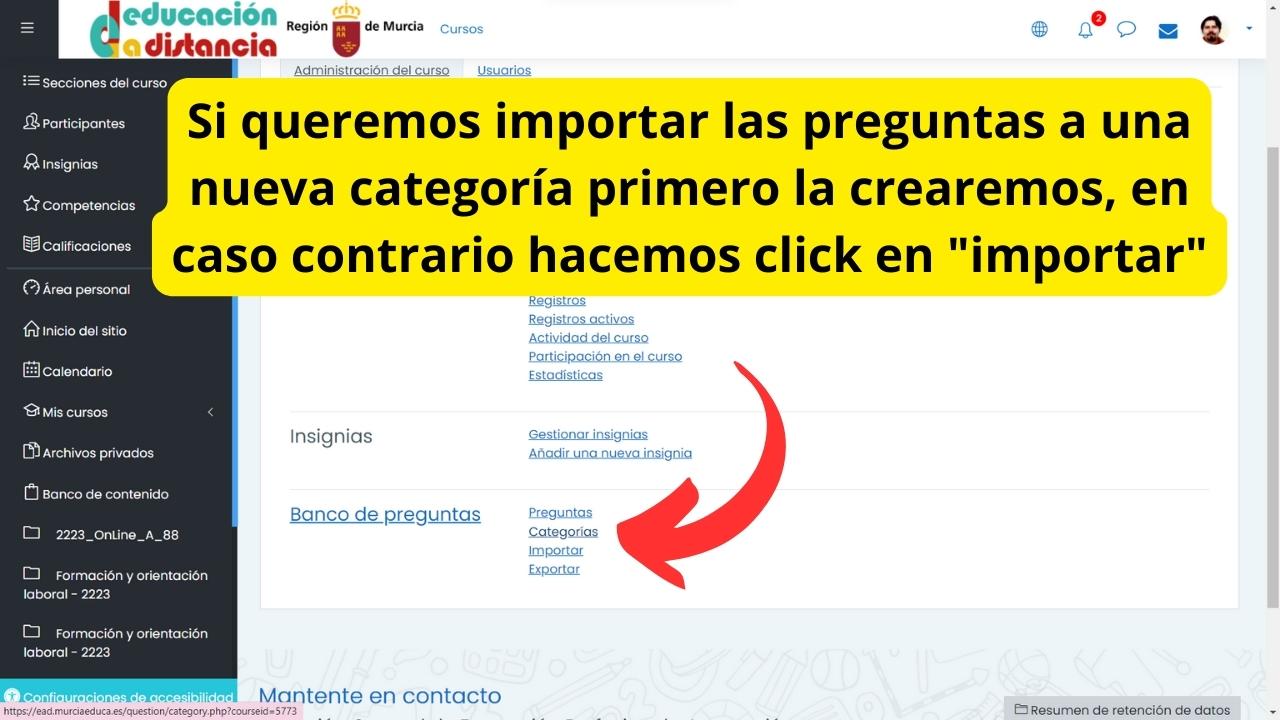 educación
a distancia
Región de Murcia
Cursos
2
Secciones del curso
Participantes
Insignias
Competencias
Calificaciones
Área personal
Inicio del sitio
Calendario
Mis cursos
Archivos privados
Banco de contenido
2223_OnLine_A_88
Formación y orientación
laboral - 2223
Formación y orientación
laboral - 2223
Configuraciones de accesibilidad
https://ead.murciaeduca.es/question/category.php?courseid=5773
Administración del curso
Usuarios
Si queremos importar las preguntas a una
nueva categoría primero la crearemos, en
caso contrario hacemos click en "importar"
Registros
Registros activos
Actividad del curso
Participación en el curso
Estadísticas
Insignias
Gestionar insignias
Añadir una nueva insignia
Banco de preguntas
Preguntas
Categorías
Importar
Exportar
Mantente en contacto
Resumen de retención de datos